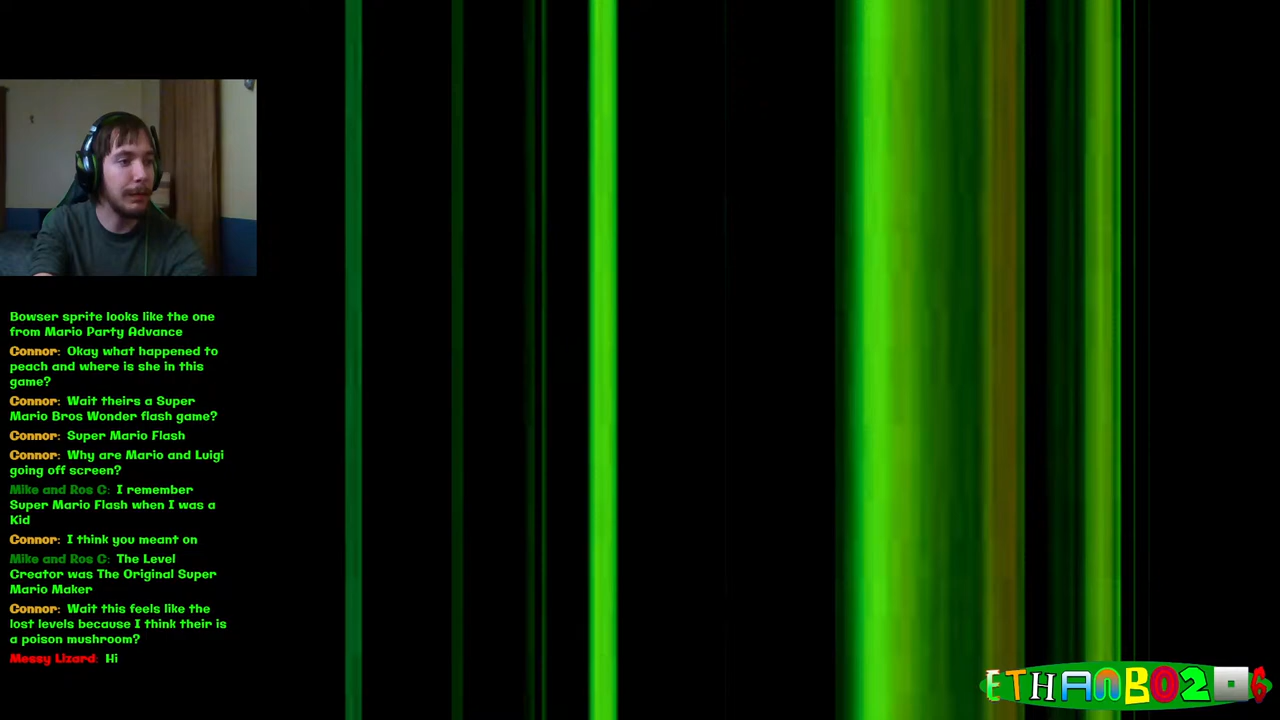 Bowser sprite looks like the one
from Mario Party Advance
Connor: Okay what happened to
peach and where is she in this
game?
Connor: Wait theirs a Super
Mario Bros Wonder flash game?
Connor: Super Mario Flash
Connor: Why are Mario and Luigi
going off screen?
Mike and Ros C: I remember
Super Mario Flash when I was a
Kid
Connor: I think you meant on
Mike and Ros C: The Level
Creator was The Original Super
Mario Maker
Connor: Wait this feels like the
lost levels because I think their is
a poison mushroom?
Messy Lizard: Hi
ETHANBO206